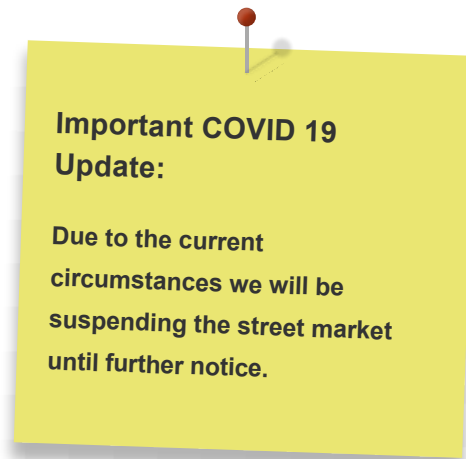 Important COVID 19
Update:
Due to the current
circumstances we will be
suspending the street market
until further notice.